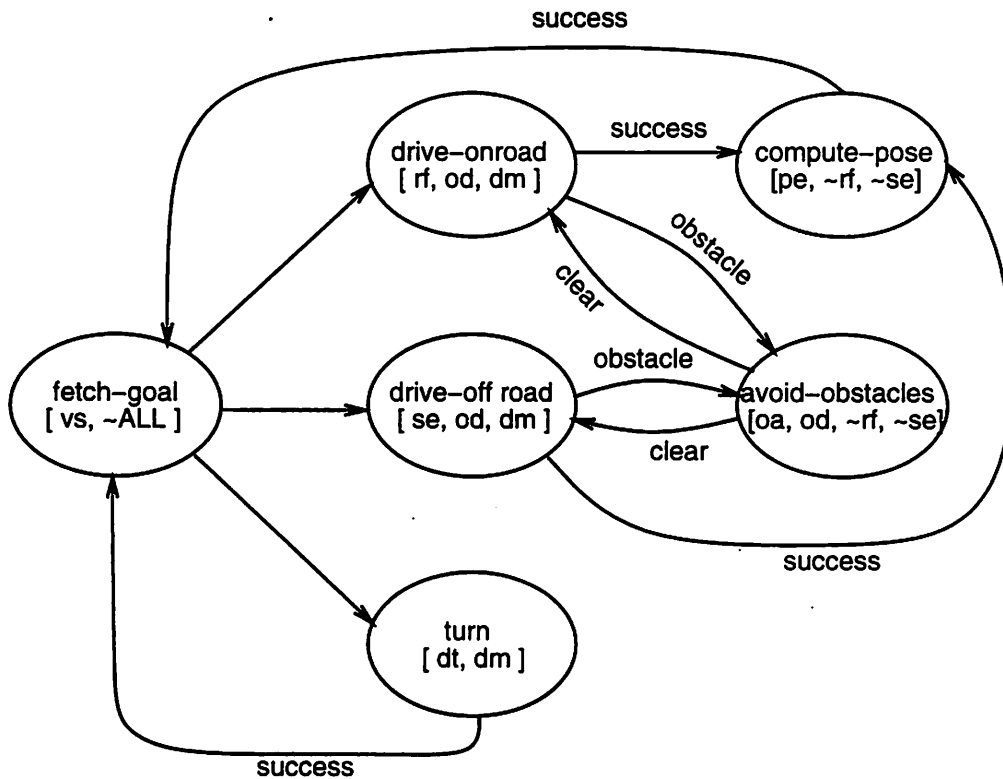 success
drive-onroad
[ rf, od, dm ]
success
compute-pose
[pe, ~rf, ~se]
obstacle
clear
fetch-goal
[ vs, ~ALL ]
drive-off road
[ se, od, dm ]
obstacle
clear
avoid-obstacles
[oa, od, ~rf, ~se]
success
turn
[ dt, dm ]
success